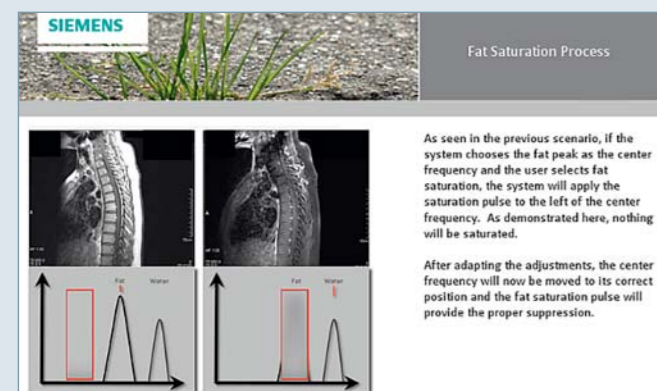 SIEMENS
Fat Saturation Process
As seen in the previous scenario, if the
system chooses the fat peak as the center
frequency and the user selects fat
saturation, the system will apply the
saturation pulse to the left of the center
frequency. As demonstrated here, nothing
will be saturated.
After adapting the adjustments, the center
frequency will now be moved to its correct
position and the fat saturation pulse will
provide the proper suppression.
Fat Water
Fat Water